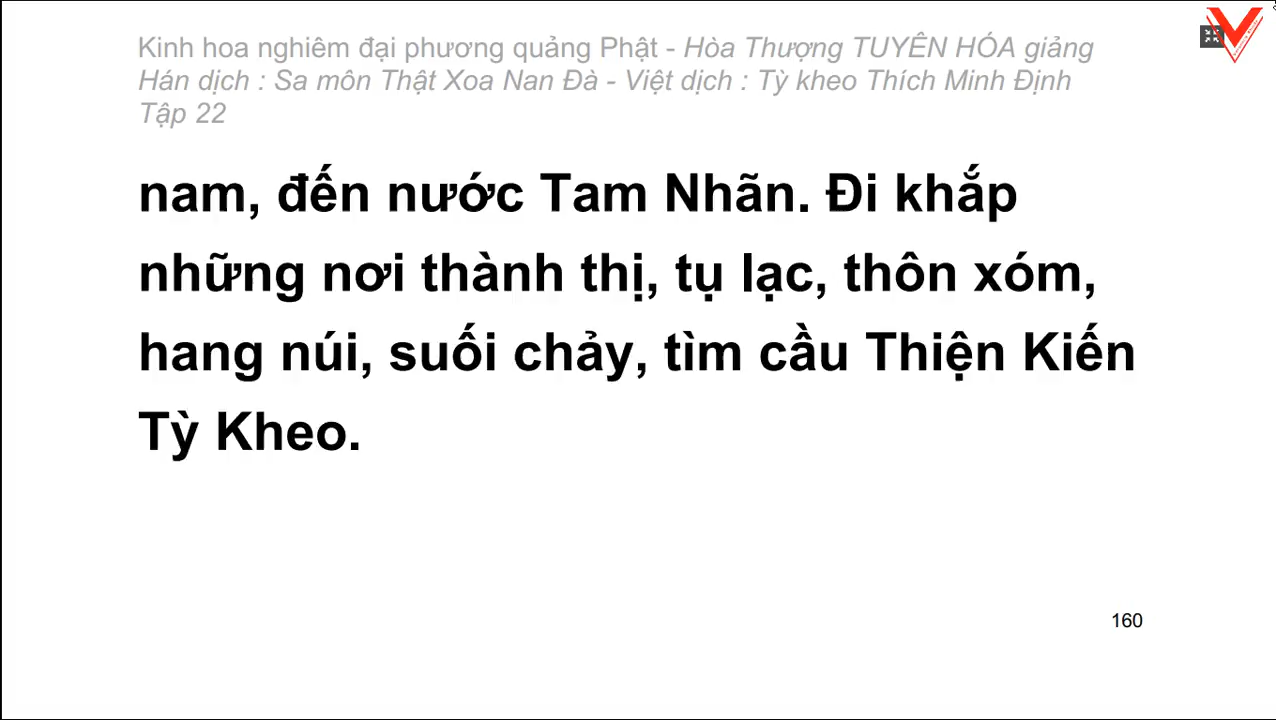 Kinh hoa nghiêm đại phương quảng Phật - Hòa Thượng TUYÊN HÓA giảng
Hán dịch : Sa môn Thật Xoa Nan Đà - Việt dịch : Tỳ kheo Thích Minh Định
Tập 22
nam, đến nước Tam Nhãn. Đi khắp
những nơi thành thị, tụ lạc, thôn xóm,
hang núi, suối chảy, tìm cầu Thiện Kiến
Tỳ Kheo.
160